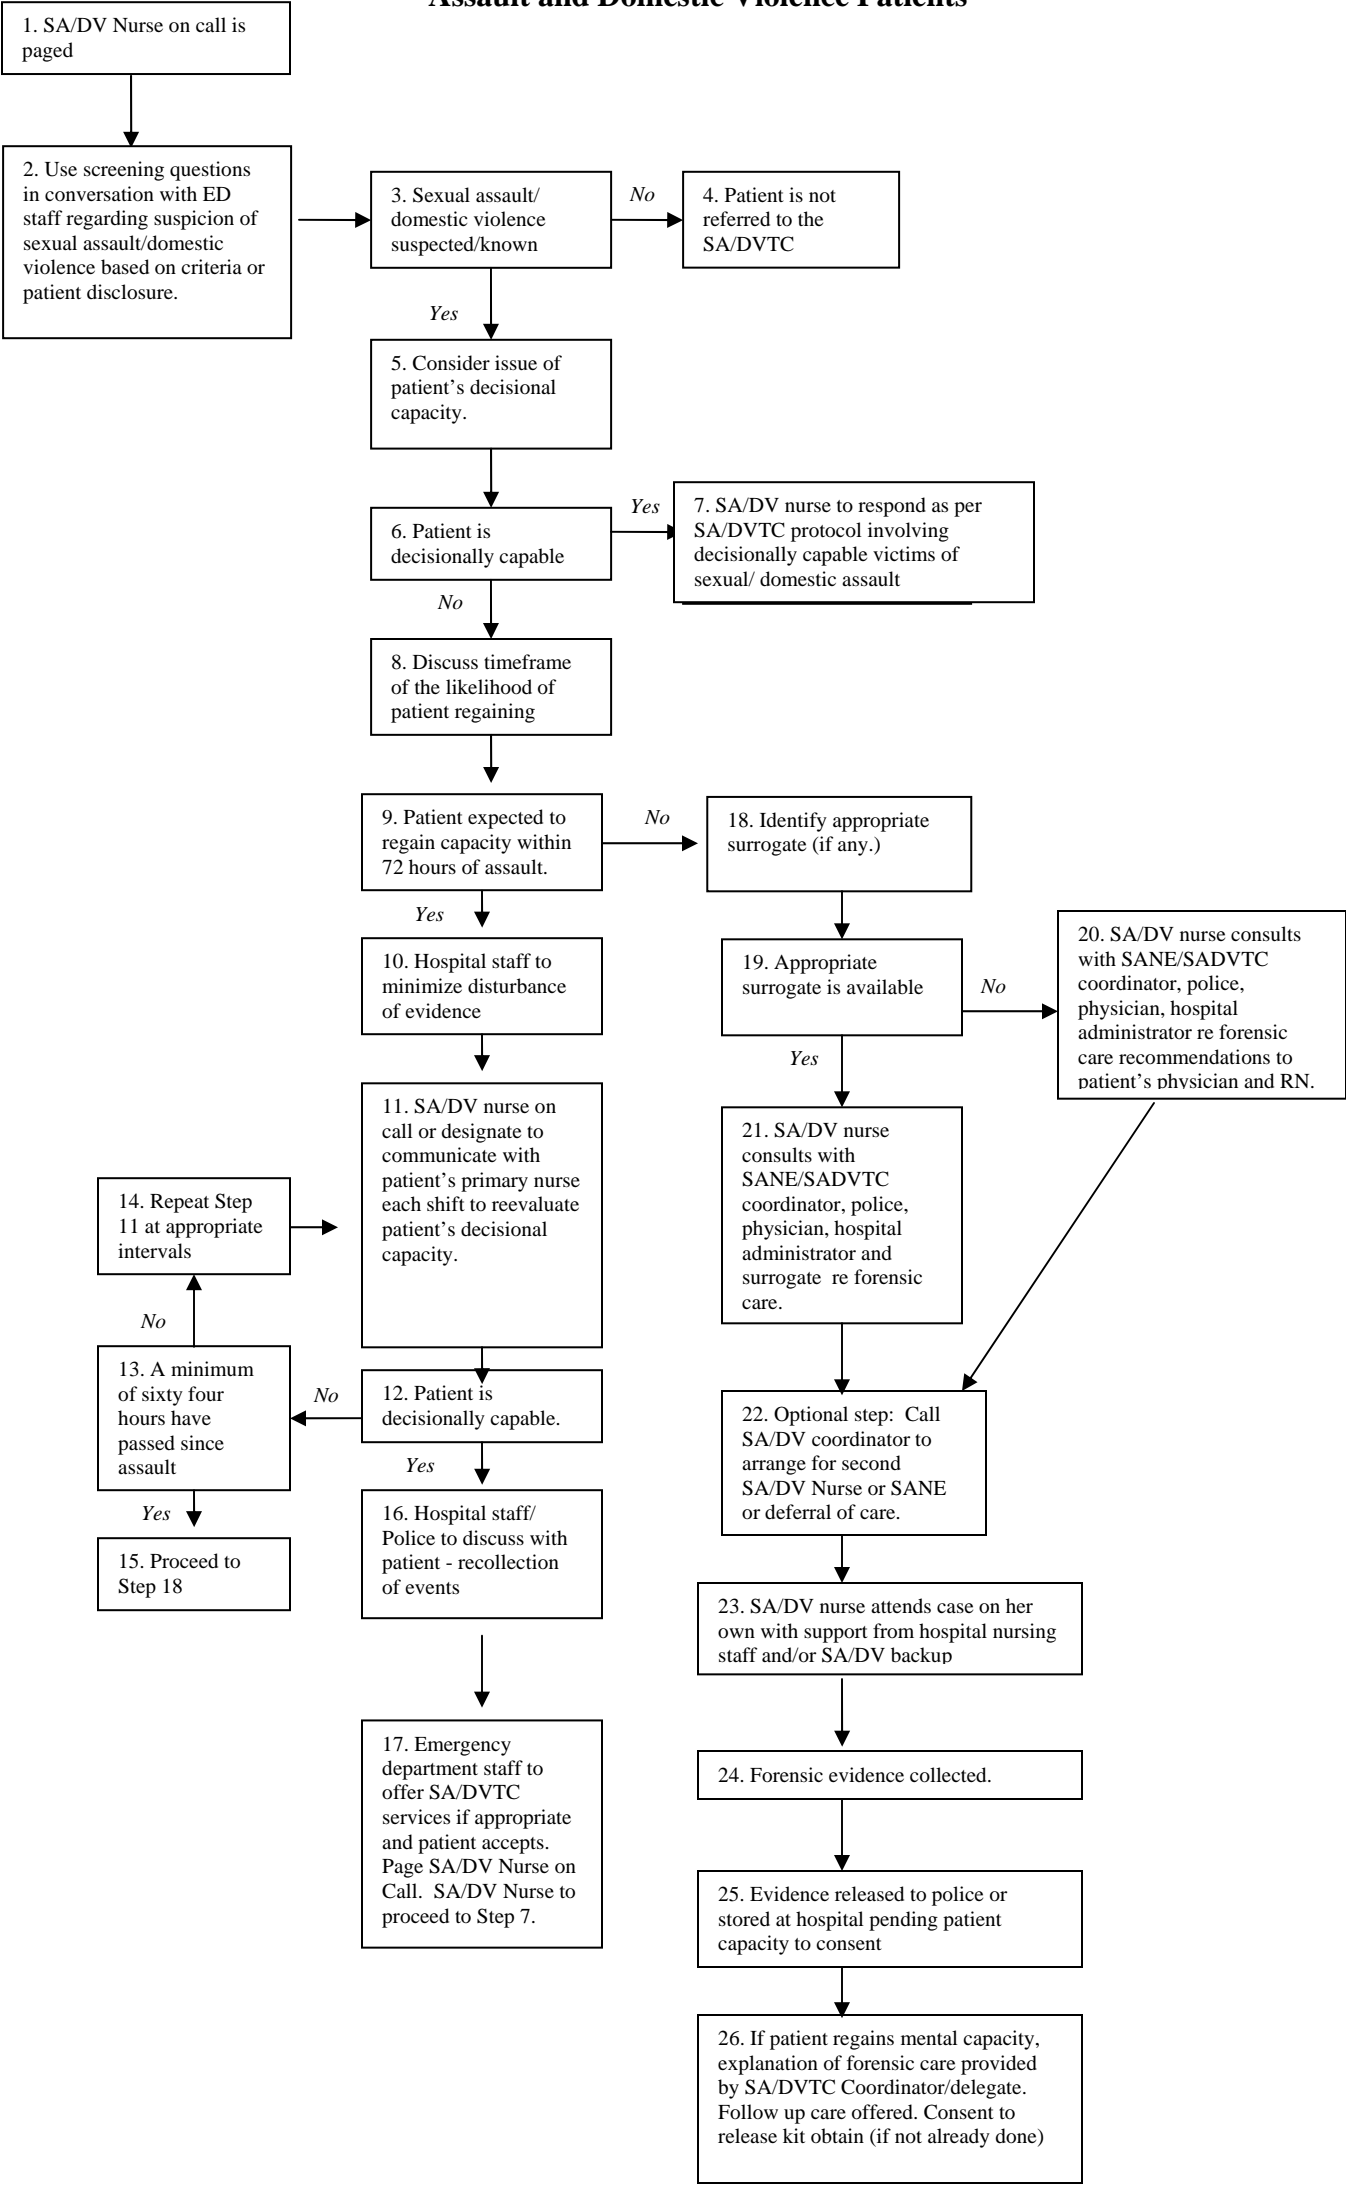 Assault and Domestic Violence Patients
1. SA/DV Nurse on call is
paged
2. Use screening questions
in conversation with ED
staff regarding suspicion of
sexual assault/domestic
violence based on criteria or
patient disclosure.
3. Sexual assault/
domestic violence
suspected/known
No
4. Patient is not
referred to the
SA/DVTC
Yes
5. Consider issue of
patient’s decisional
capacity.
6. Patient is
decisionally capable
Yes
7. SA/DV nurse to respond as per
SA/DVTC protocol involving
decisionally capable victims of
sexual/ domestic assault
No
8. Discuss timeframe
of the likelihood of
patient regaining
9. Patient expected to
regain capacity within
72 hours of assault.
No
18. Identify appropriate
surrogate (if any.)
Yes
10. Hospital staff to
minimize disturbance
of evidence
19. Appropriate
surrogate is available
No
20. SA/DV nurse consults
with SANE/SADVTC
coordinator, police,
physician, hospital
administrator re forensic
care recommendations to
patient’s physician and RN.
Yes
11. SA/DV nurse on
call or designate to
communicate with
patient’s primary nurse
each shift to reevaluate
patient’s decisional
capacity.
21. SA/DV nurse
consults with
SANE/SADVTC
coordinator, police,
physician, hospital
administrator and
surrogate  re forensic
care.
14. Repeat Step
11 at appropriate
intervals
No
13. A minimum
of sixty four
hours have
passed since
assault
No
12. Patient is
decisionally capable.
Yes
Yes
15. Proceed to
Step 18
16. Hospital staff/
Police to discuss with
patient - recollection
of events
22. Optional step:  Call
SA/DV coordinator to
arrange for second
SA/DV Nurse or SANE
or deferral of care.
23. SA/DV nurse attends case on her
own with support from hospital nursing
staff and/or SA/DV backup
17. Emergency
department staff to
offer SA/DVTC
services if appropriate
and patient accepts.
Page SA/DV Nurse on
Call.  SA/DV Nurse to
proceed to Step 7.
24. Forensic evidence collected.
25. Evidence released to police or
stored at hospital pending patient
capacity to consent
26. If patient regains mental capacity,
explanation of forensic care provided
by SA/DVTC Coordinator/delegate.
Follow up care offered. Consent to
release kit obtain (if not already done)